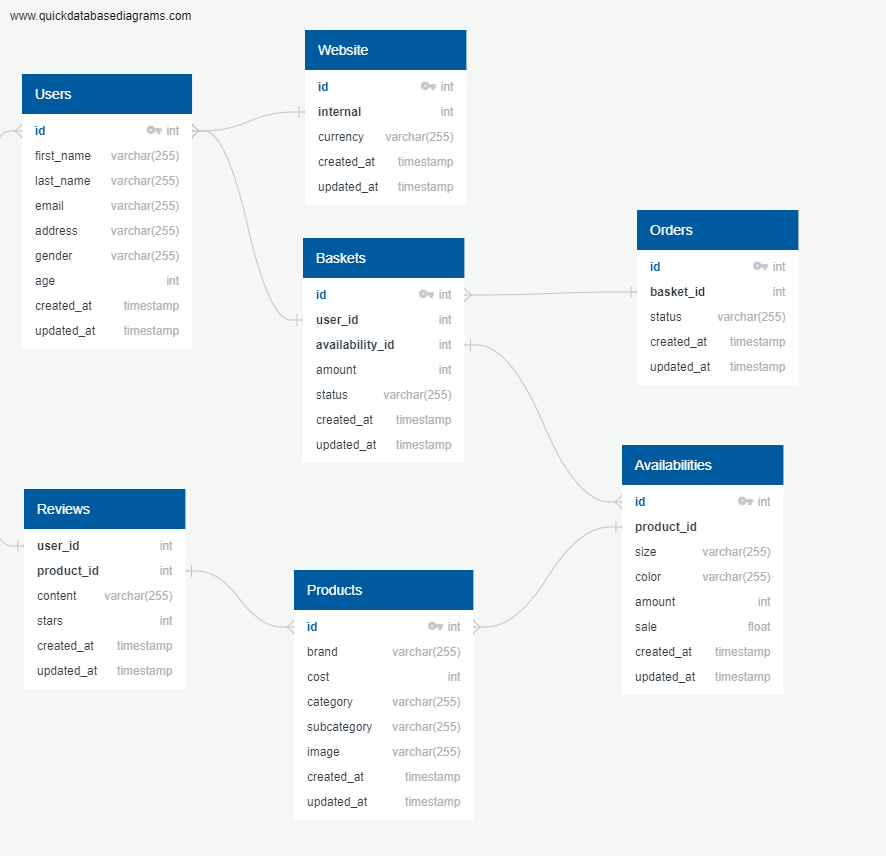 www.quickdatabasediagrams.com
Website
id int
internal int
currency varchar(255)
created_at timestamp
updated_at timestamp
Users
id int
first_name varchar(255)
last_name varchar(255)
email varchar(255)
address varchar(255)
gender varchar(255)
age int
created_at timestamp
updated_at timestamp
Baskets
id int
user_id int
availability_id int
amount int
status varchar(255)
created_at timestamp
updated_at timestamp
Orders
id int
basket_id int
status varchar(255)
created_at timestamp
updated_at timestamp
Availabilities
id int
product_id
size varchar(255)
color varchar(255)
amount int
sale float
created_at timestamp
updated_at timestamp
Reviews
user_id int
product_id int
content varchar(255)
stars int
created_at timestamp
updated_at timestamp
Products
id int
brand varchar(255)
cost int
category varchar(255)
subcategory varchar(255)
image varchar(255)
created_at timestamp
updated_at timestamp